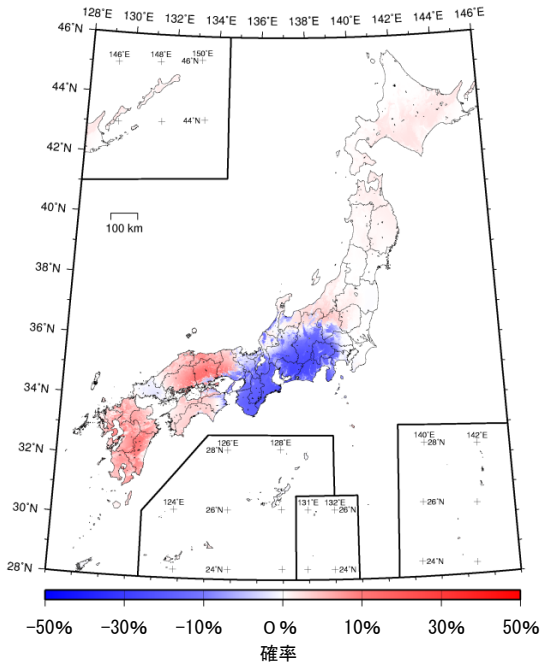 128°E 130°E 132°E 134°E 136°E 138°E 140°E 142°E 144°E 146°E
46°N
146°E 148°E 150°E
46°N
44°N
44°N
42°N
40°N
100 km
38°N
36°N
34°N
32°N
126°E 128°E
28°N
140°E 142°E
28°N
30°N
124°E
26°N
131°E 132°E
26°N
26°N
28°N
24°N
24°N
24°N
-50% -30% -10% 0% 10% 30% 50%
確率